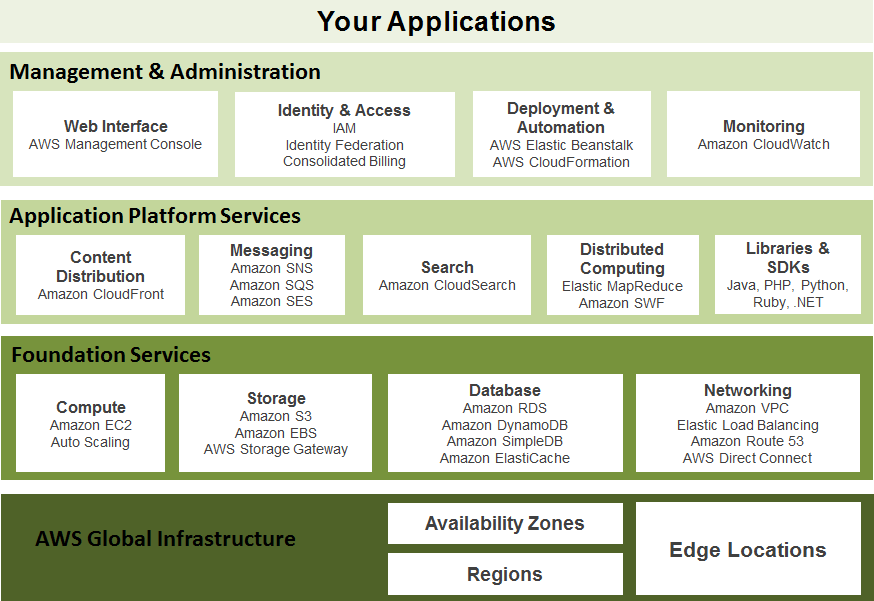 Your Applications
Management & Administration
Web Interface
AWS Management Console
Identity & Access
IAM
Identity Federation
Consolidated Billing
Deployment &
Automation
AWS Elastic Beanstalk
AWS CloudFormation
Monitoring
Amazon CloudWatch
Application Platform Services
Content
Distribution
Amazon CloudFront
Messaging
Amazon SNS
Amazon SQS
Amazon SES
Search
Amazon CloudSearch
Distributed
Computing
Elastic MapReduce
Amazon SWF
Libraries &
SDKs
Java, PHP, Python,
Ruby, .NET
Foundation Services
Compute
Amazon EC2
Auto Scaling
Storage
Amazon S3
Amazon EBS
AWS Storage Gateway
Database
Amazon RDS
Amazon DynamoDB
Amazon SimpleDB
Amazon ElastiCache
Networking
Amazon VPC
Elastic Load Balancing
Amazon Route 53
AWS Direct Connect
AWS Global Infrastructure
Availability Zones
Regions
Edge Locations